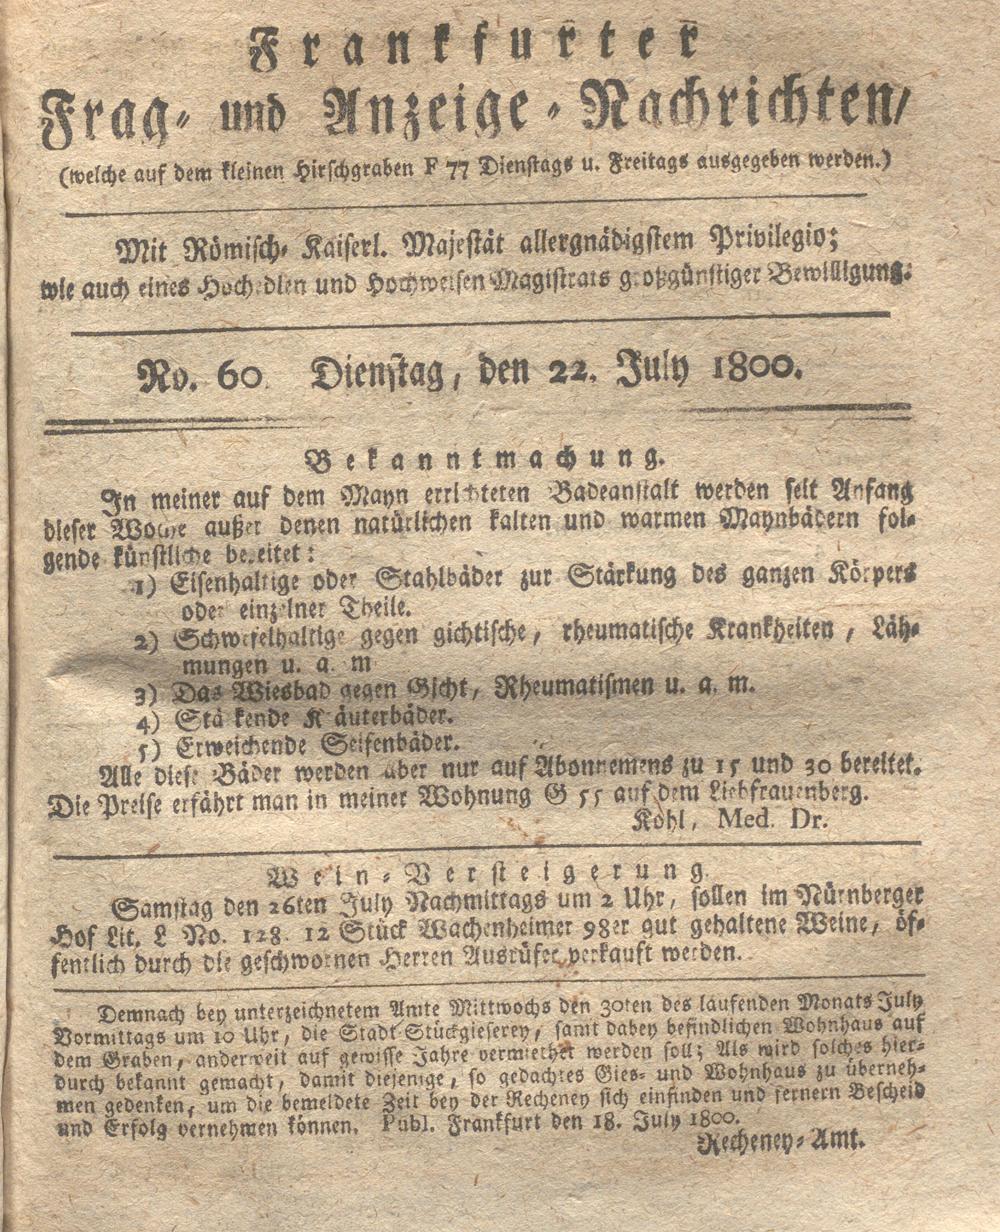 Frankfurter
Frag- und Anzeige-Nachrichten/
(welche auf dem kleinen Hirschgraben F 77 Dienstags u. Freitags ausgegeben werden.)
Mit Römisch- Kaiserl. Majestät allergnädigstem Privilegio;
wie auch eines Hochedlen und Hochweisen Magistrats großgünstiger Bewilligung.
No. 60. Dienstag, den 22. July 1800.
Bekanntmachung.
In meiner auf dem Mayn errichteten Badeanstalt werden seit Anfang
dieser Woche außer denen natürlichen kalten und warmen Maynbädern fol-
gende künstliche bereitet:
1) Eisenhaltige oder Stahlbäder zur Stärkung des ganzen Körpers
oder einzelner Theile.
2) Schwefelhaltige gegen gichtische, rheumatische Krankheiten, Läh-
mungen u. a. m
3) Das Wiesbad gegen Gicht, Rheumatismen u. a. m.
4) Stärkende Kräuterbäder.
5) Erweichende Seifenbäder.
Alle diese Bäder werden aber nur auf Abonnemens zu 15 und 30 bereitet.
Die Preise erfährt man in meiner Wohnung G 55 auf dem Liebfrauenberg.
Kohl, Med. Dr.
Wein-Versteigerung.
Samstag den 26ten July Nachmittags um 2 Uhr, sollen im Nürnberger
Hof Lit. L No. 128. 12 Stück Wachenheimer 98er gut gehaltene Weine, öf-
fentlich durch die geschwornen Herren Ausrüfer verkauft werden.
Demnach bey unterzeichnetem Amte Mittwochs den 30ten des laufenden Monats July
Vormittags um 10 Uhr, die Stadt-Stückgieserey, samt dabey befindlichen Wohnhaus auf
dem Graben, anderweit auf gewisse Jahre vermiethet werden soll; Als wird solches hier-
durch bekannt gemacht, damit diejenige, so gedachtes Gies- und Wohnhaus zu überneh-
men gedenken, um die bemeldete Zeit bey der Recheney sich einfinden und fernern Bescheid
und Erfolg vernehmen können. Publ. Frankfurt den 18. July 1800.
Recheney-Amt.